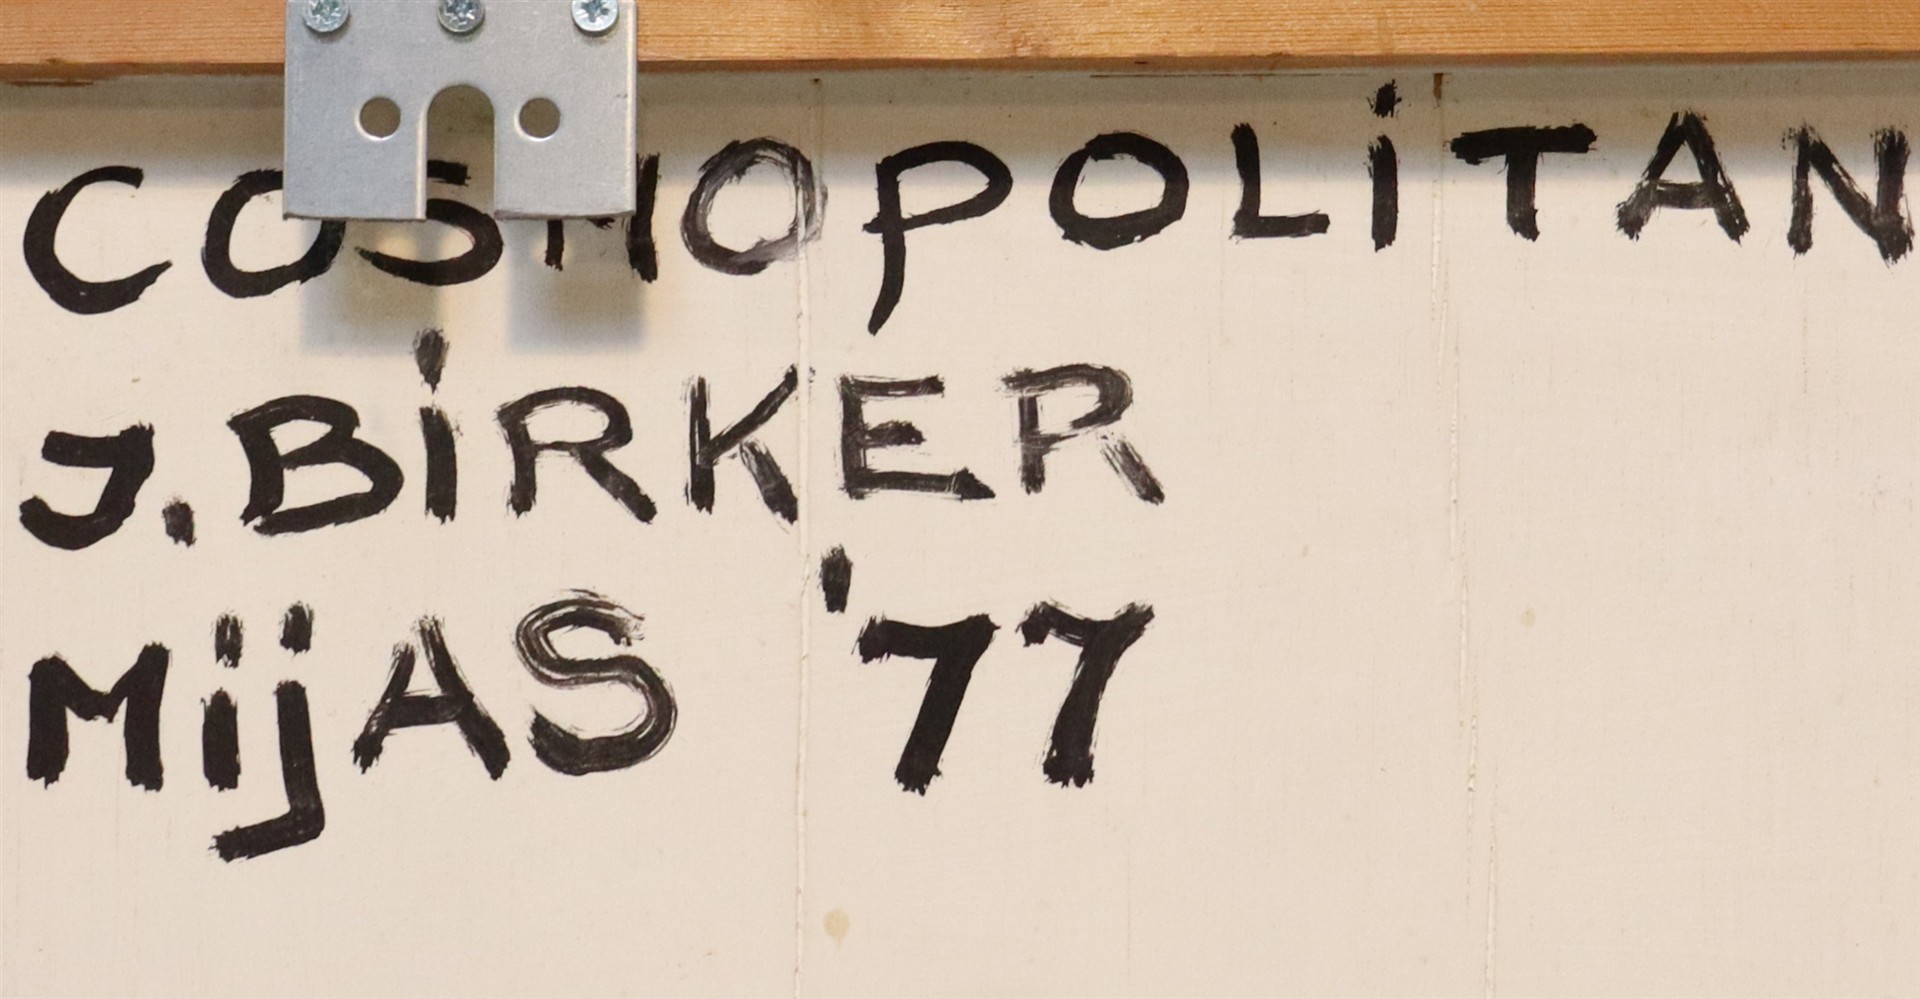 COSMOPOLiTAN
J. BiRKER
MijAS '77